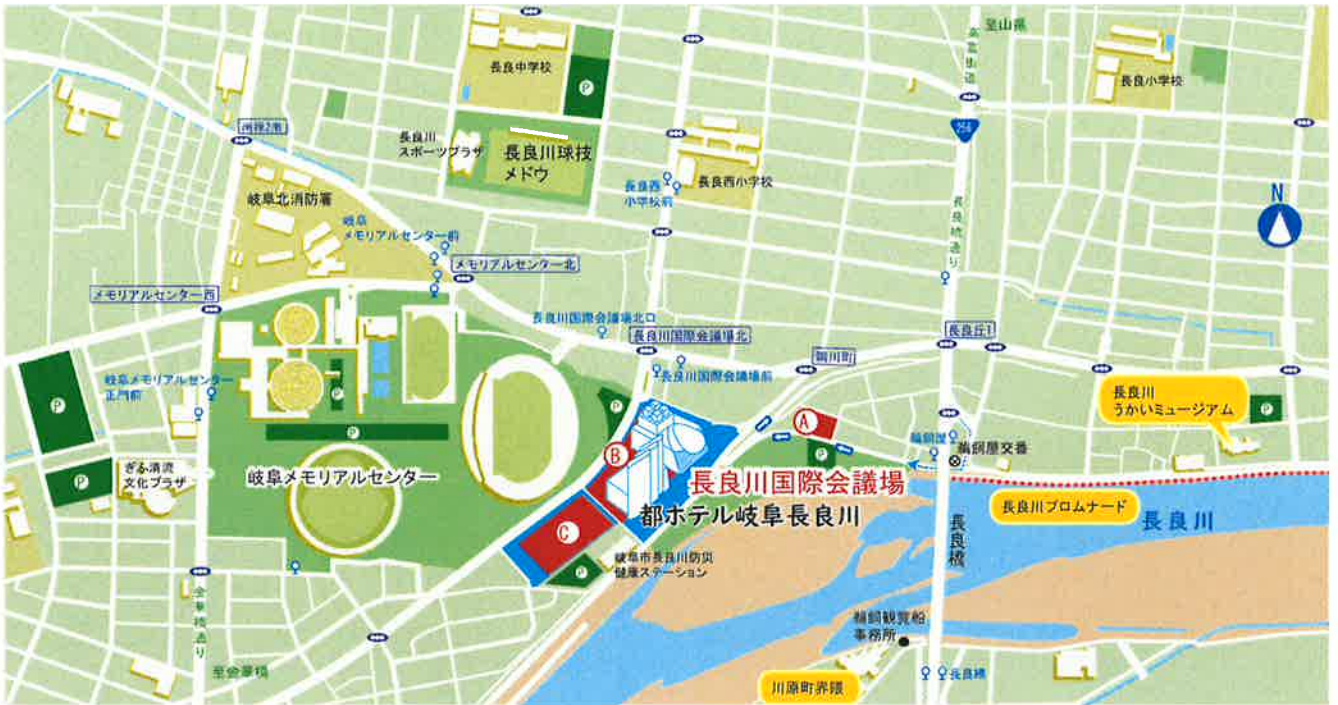 至山県
高富街道
長良中学校
P
長良小学校
256
岐禅2南
長良川
スポーツプラザ
長良川球技
メドウ
長良西小学校
長良西
小学校前
N
岐阜北消防署
岐阜
メモリアルセンター前
長良橋通り
メモリアルセンター北
メモリアルセンター西
長良川国際会議場北口
長良川国際会議場北
長良丘1
鵜川町
長良川国際会議場前
岐阜メモリアルセンター
正門前
P
P
P
長良川
うかいミュージアム
P
P
A
P
鵜飼屋
鵜飼屋交番
B
P
ぎふ清流
文化プラザ
岐阜メモリアルセンター
長良川国際会議場
都ホテル岐阜長良川
長良川プロムナード
長良川
C
長良橋
岐阜市長良川防災
健康ステーション
P
金華橋通り
鵜飼観覧船
事務所
至金華橋
川原町界隈
長良橋